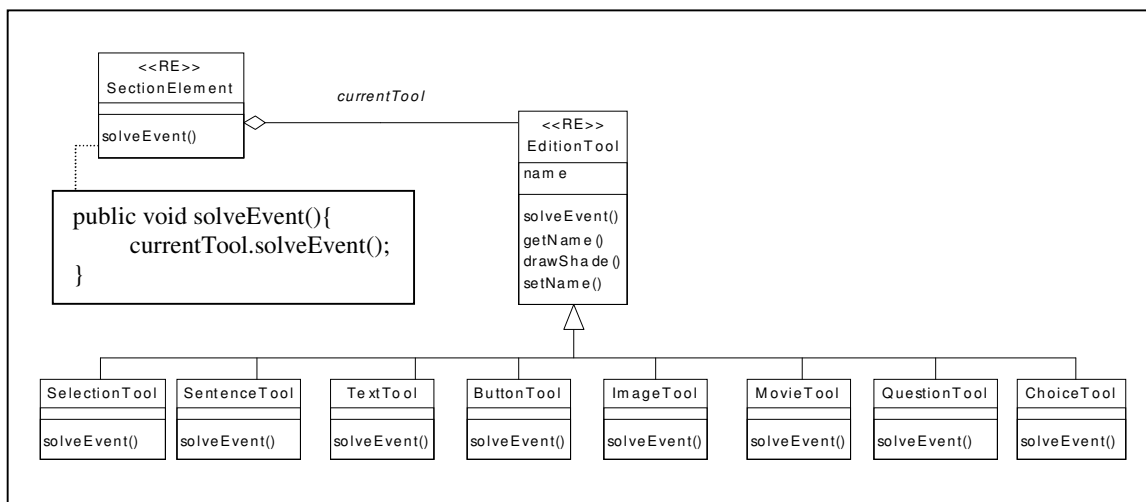 <<RE>>
SectionElement
solveEvent()
currentTool
<<RE>>
EditionTool
name
solveEvent()
getName()
drawShade()
setName()
public void solveEvent(){
currentTool.solveEvent();
}
SelectionTool
solveEvent()
SentenceTool
solveEvent()
TextTool
solveEvent()
ButtonTool
solveEvent()
ImageTool
solveEvent()
MovieTool
solveEvent()
QuestionTool
solveEvent()
ChoiceTool
solveEvent()